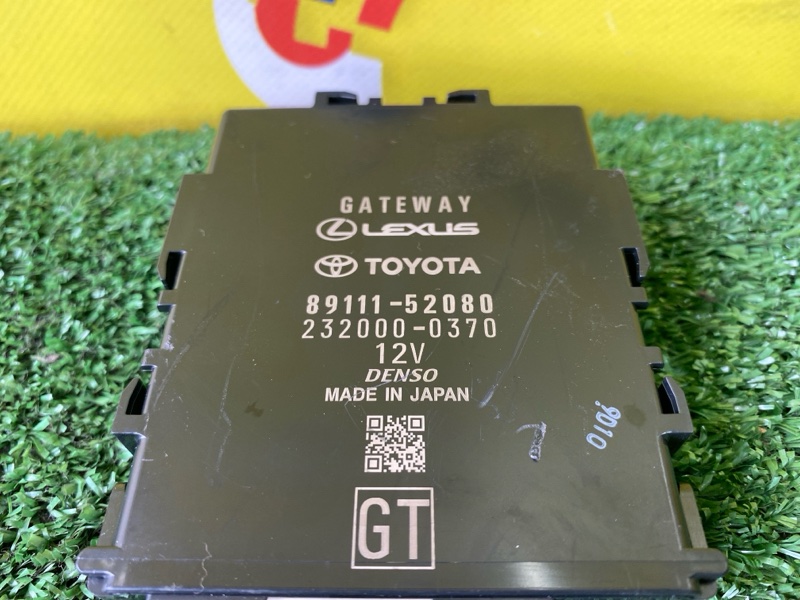 GATEWAY
LEXUS
TOYOTA
89111-52080
232000-0370
12V
DENSO
MADE IN JAPAN
GT